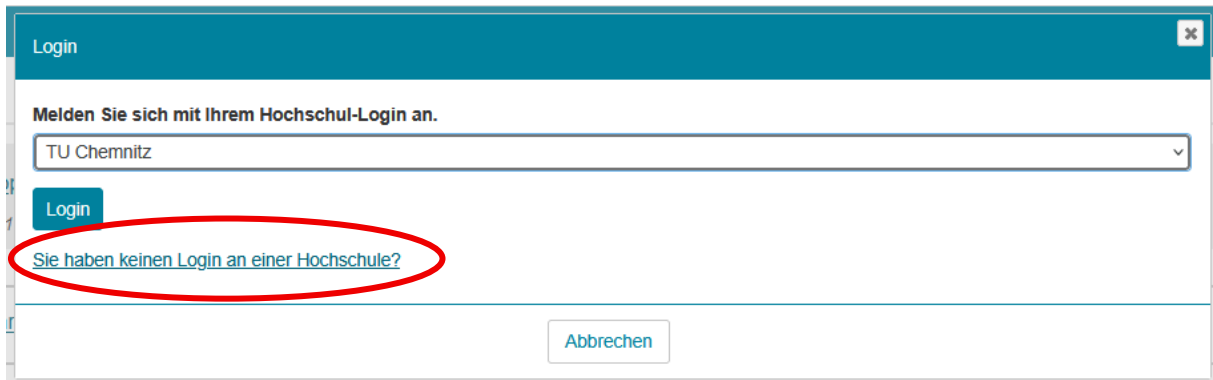 Login
Melden Sie sich mit Ihrem Hochschul-Login an.
TU Chemnitz
Login
Sie haben keinen Login an einer Hochschule?
Abbrechen